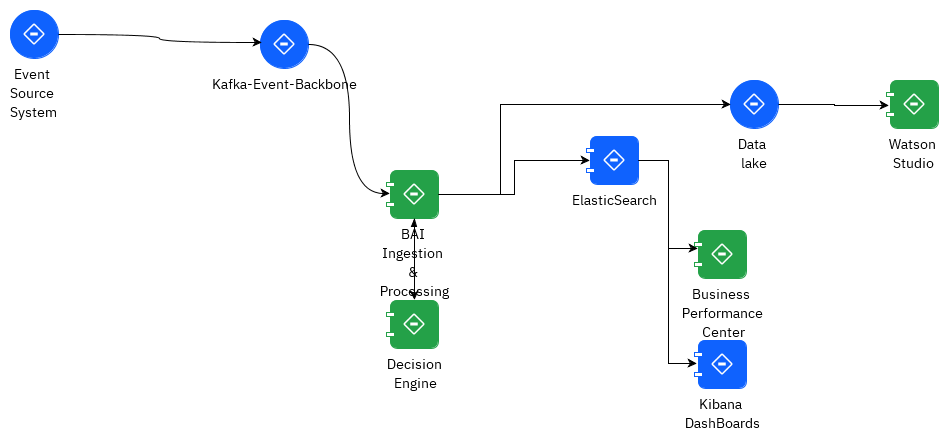 Event
Source
System
Kafka-Event-Backbone
BAI
Ingestion
&
Processing
Decision
Engine
ElasticSearch
Data
lake
Watson
Studio
Business
Performance
Center
Kibana
DashBoards